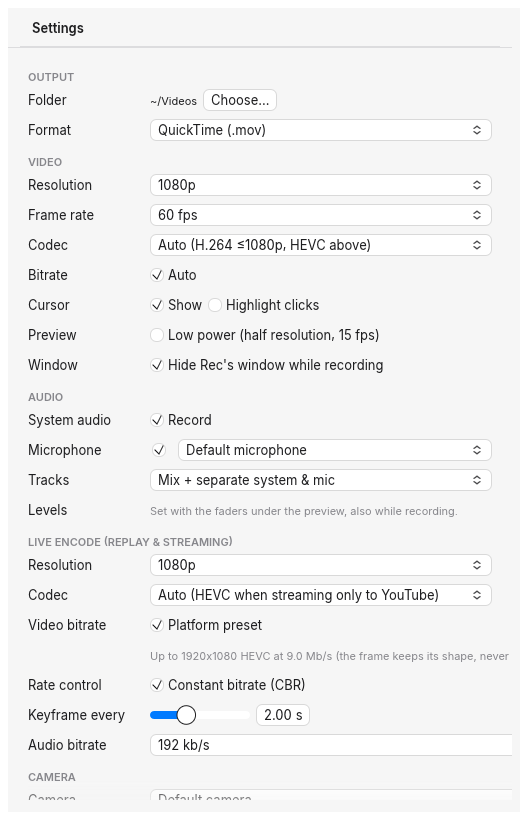 Settings
OUTPUT
Folder ~/Videos Choose...
Format QuickTime (.mov)
VIDEO
Resolution 1080p
Frame rate 60 fps
Codec Auto (H.264 ≤1080p, HEVC above)
Bitrate Auto
Cursor Show Highlight clicks
Preview Low power (half resolution, 15 fps)
Window Hide Rec's window while recording
AUDIO
System audio Record
Microphone Default microphone
Tracks Mix + separate system & mic
Levels Set with the faders under the preview, also while recording.
LIVE ENCODE (REPLAY & STREAMING)
Resolution 1080p
Codec Auto (HEVC when streaming only to YouTube)
Video bitrate Platform preset
Up to 1920x1080 HEVC at 9.0 Mb/s (the frame keeps its shape, never
Rate control Constant bitrate (CBR)
Keyframe every 2.00 s
Audio bitrate 192 kb/s
CAMERA
Camera Default camera